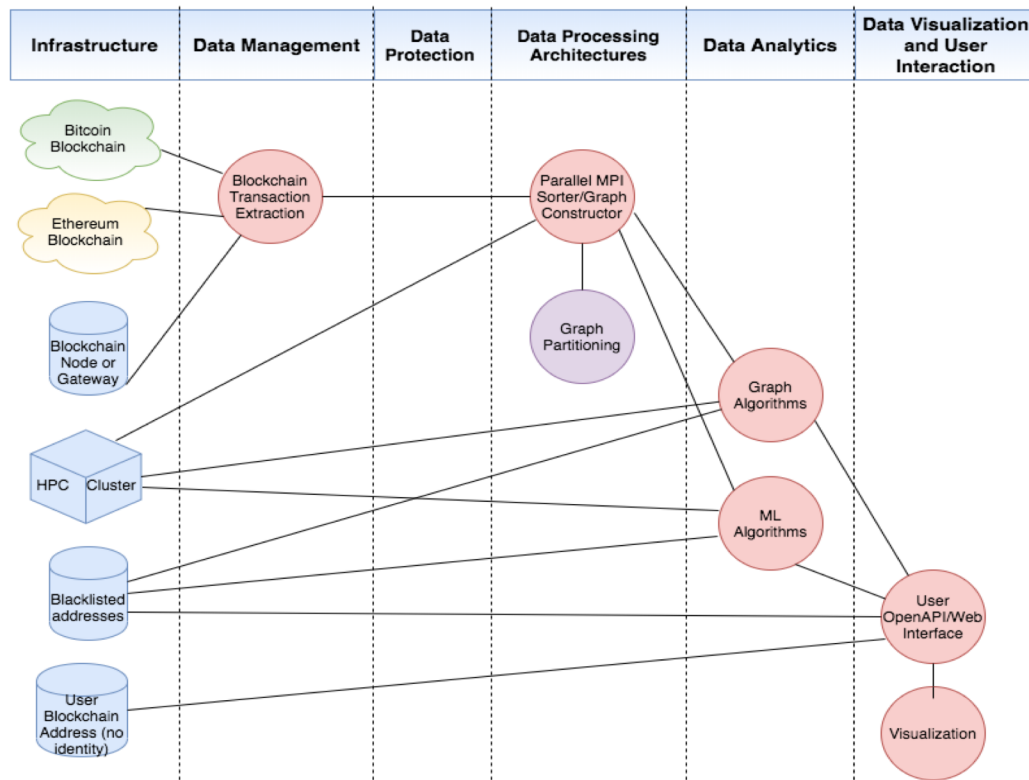 Infrastructure
Data Management
Data
Protection
Data Processing
Architectures
Data Analytics
Data Visualization
and User
Interaction
Bitcoin
Blockchain
Ethereum
Blockchain
Blockchain
Node or
Gateway
HPC
Cluster
Blacklisted
addresses
User
Blockchain
Address (no
identity)
Blockchain
Transaction
Extraction
Parallel MPI
Sorter/Graph
Constructor
Graph
Partitioning
Graph
Algorithms
ML
Algorithms
User
OpenAPI/Web
Interface
Visualization